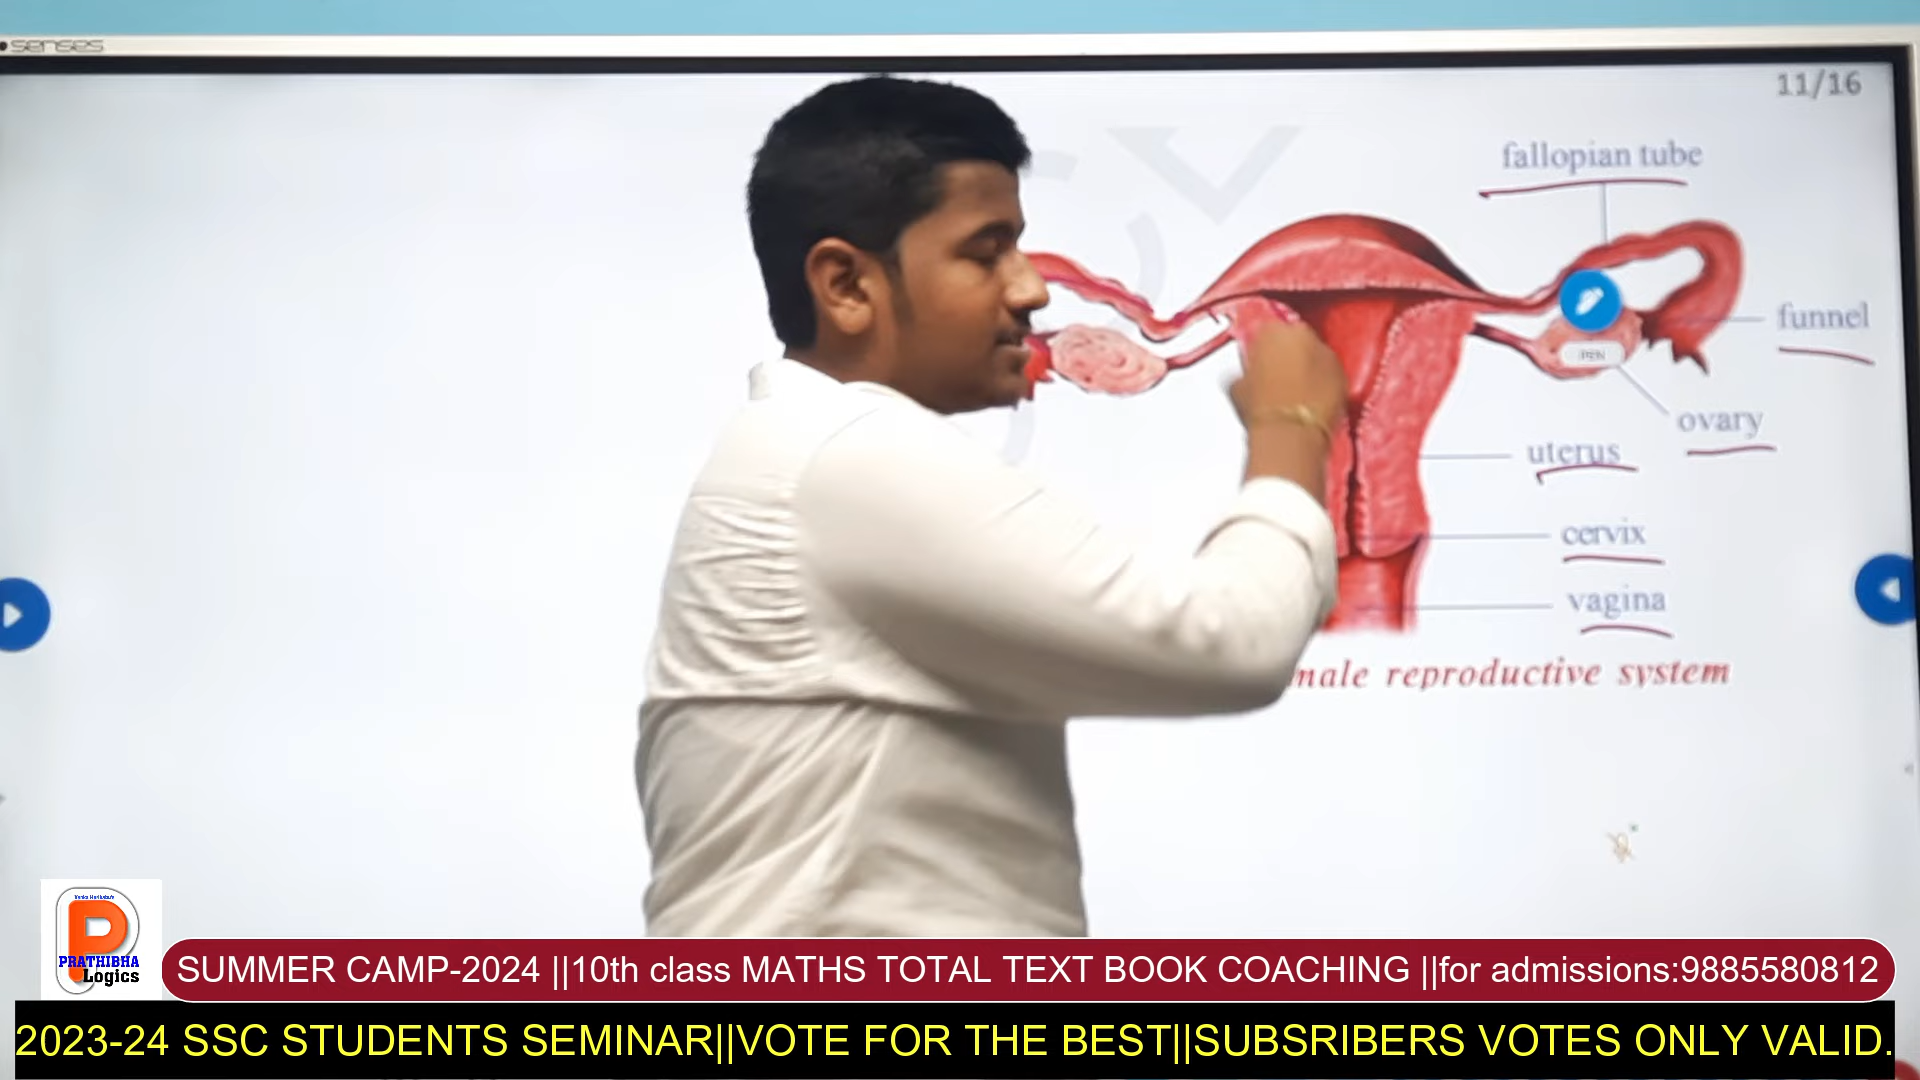 senses
11/16
fallopian tube
funnel
ovary
uterus
PEN
cervix
vagina
male reproductive system
PRATHIBHA
Logics
SUMMER CAMP-2024 ||10th class MATHS TOTAL TEXT BOOK COACHING ||for admissions:9885580812
2023-24 SSC STUDENTS SEMINAR||VOTE FOR THE BEST||SUBSRIBERS VOTES ONLY VALID.